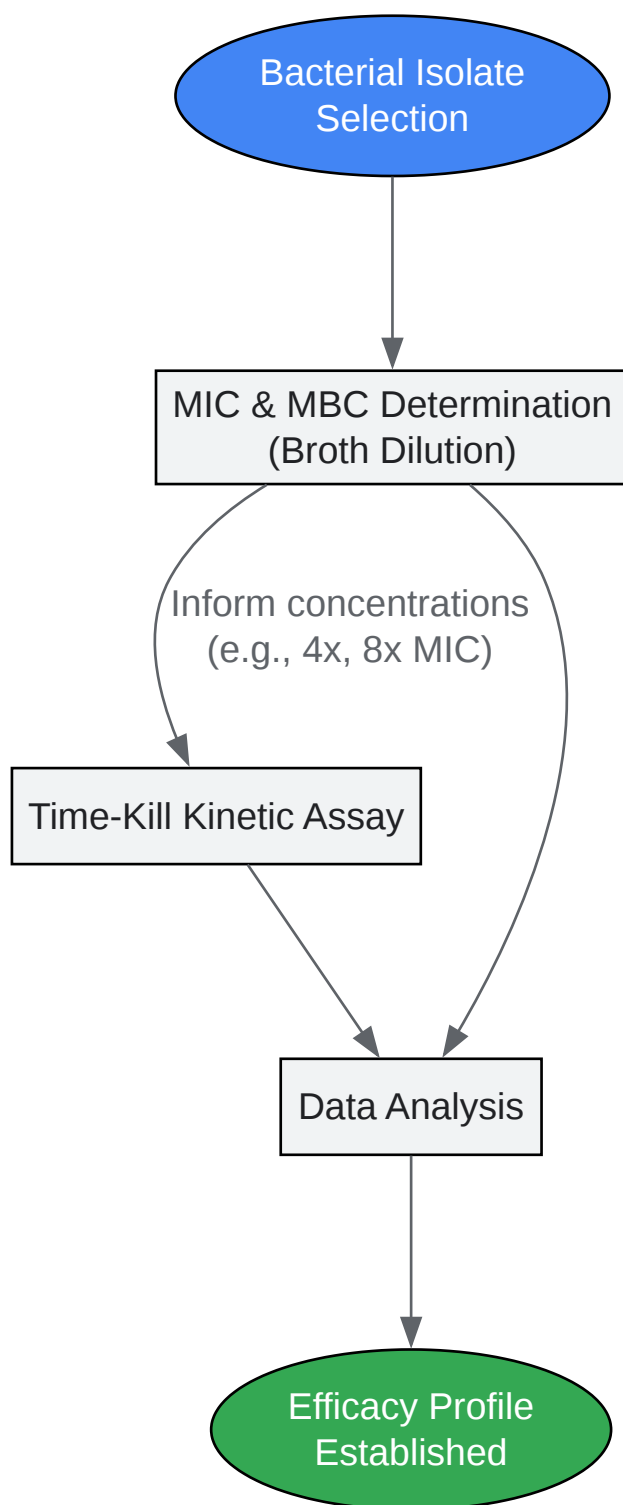 Bacterial Isolate
Selection
MIC & MBC Determination
(Broth Dilution)
Inform concentrations
(e.g., 4x, 8x MIC)
Time-Kill Kinetic Assay
Data Analysis
Efficacy Profile
Established